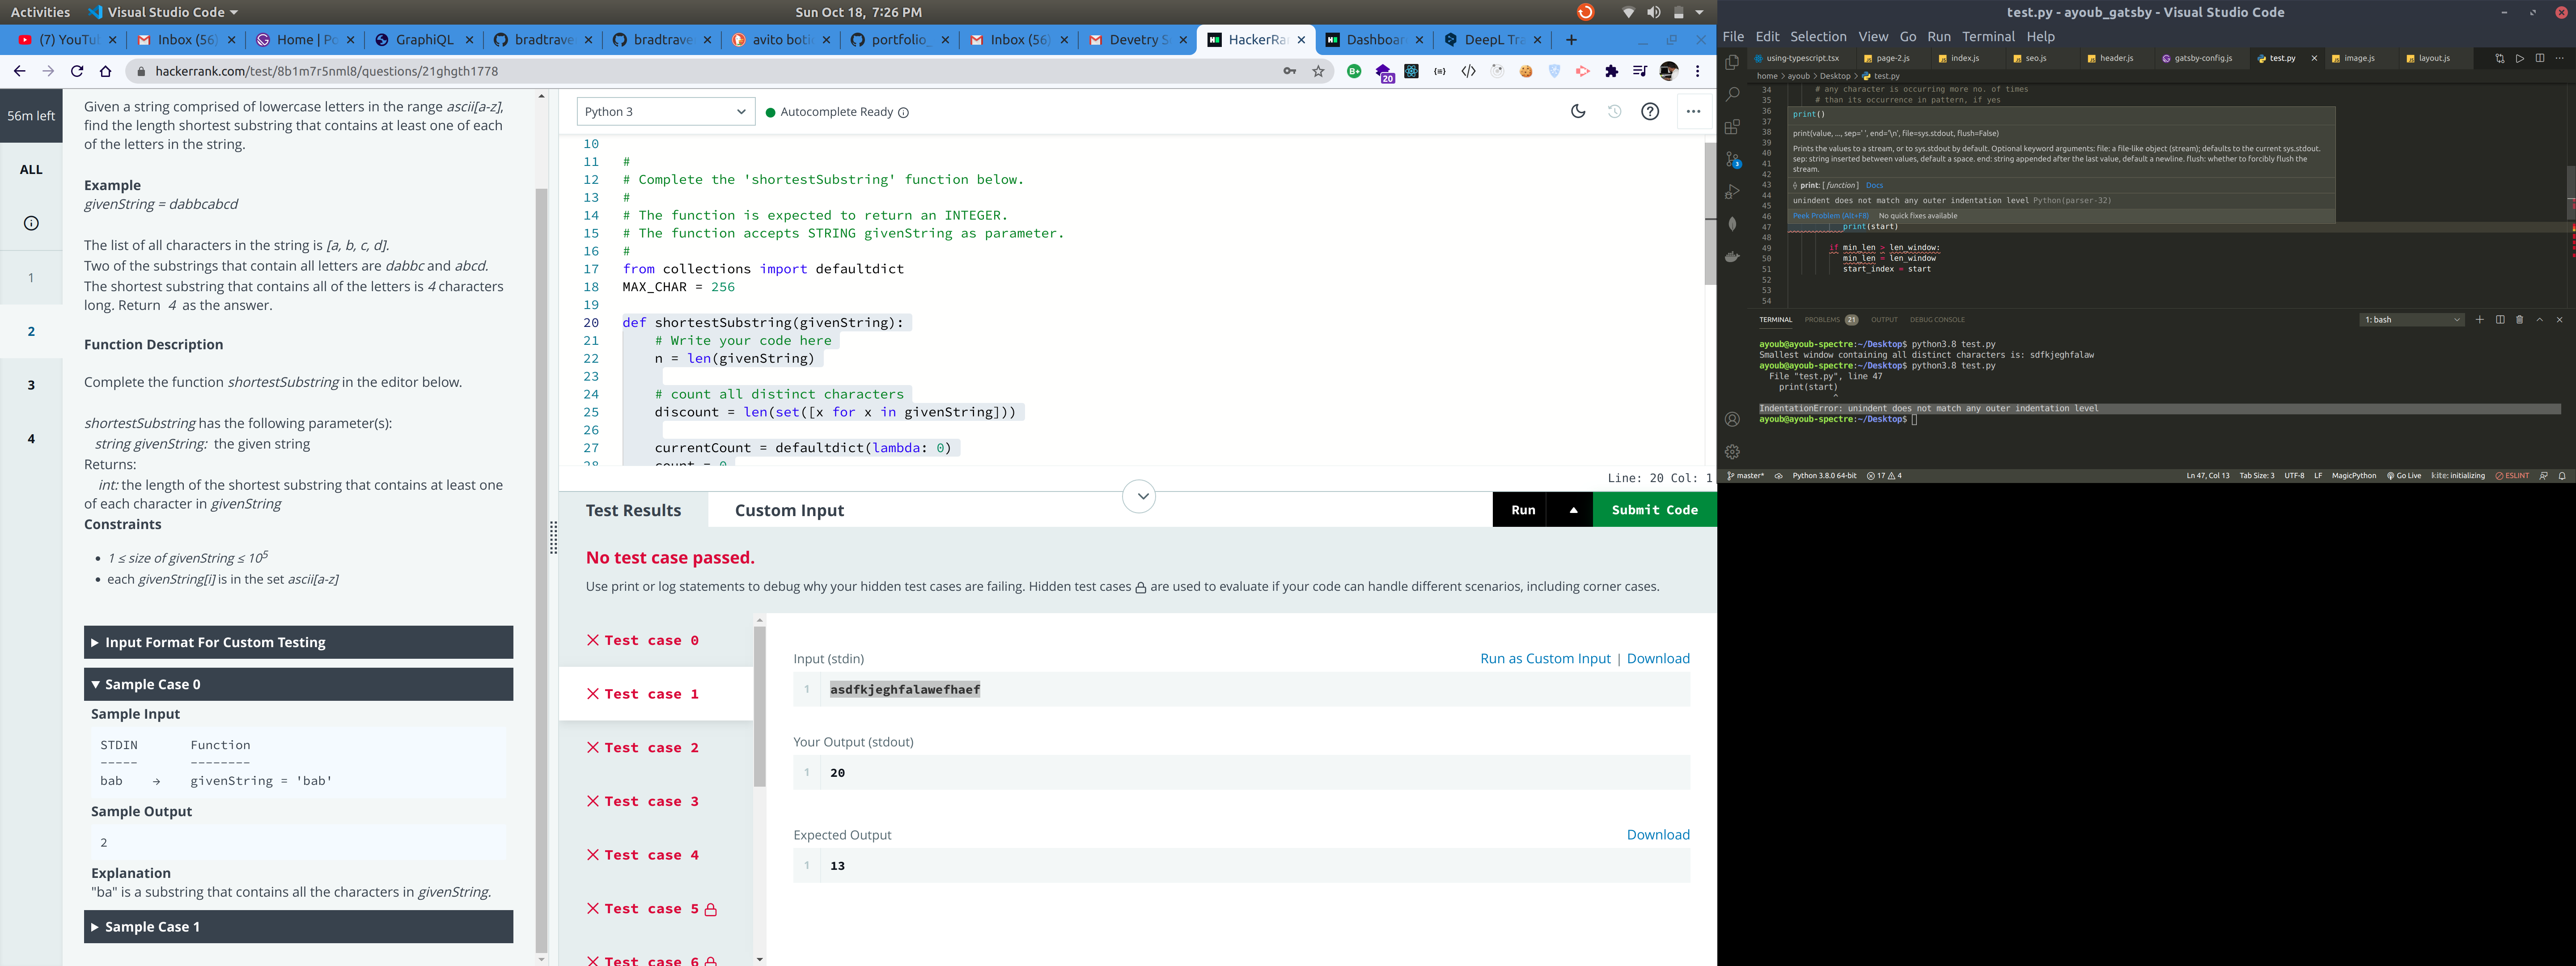 Activities
Visual Studio Code
Sun Oct 18, 7:26 PM
(7) YouTu
Inbox (56)
Home | Po
GraphiQL
bradtrave
bradtrave
avito boti
portfolio_
Inbox (56)
Devetry S
HackerRan
Dashboar
DeepL Tra
hackerrank.com/test/8b1m7r5nml8/questions/21ghgth1778
20
56m left
ALL
1
2
3
4
Given a string comprised of lowercase letters in the range ascii[a-z],
find the length shortest substring that contains at least one of each
of the letters in the string.
Example
givenString = dabbcabcd
The list of all characters in the string is [a, b, c, d].
Two of the substrings that contain all letters are dabbc and abcd.
The shortest substring that contains all of the letters is 4 characters
long. Return 4 as the answer.
Function Description
Complete the function shortestSubstring in the editor below.
shortestSubstring has the following parameter(s):
string givenString: the given string
Returns:
int: the length of the shortest substring that contains at least one
of each character in givenString
Constraints
• 1 ≤ size of givenString ≤ 10^5
• each givenString[i] is in the set ascii[a-z]
Input Format For Custom Testing
Sample Case 0
Sample Input
STDIN Function
----- --------
bab → givenString = 'bab'
Sample Output
2
Explanation
"ba" is a substring that contains all the characters in givenString.
Sample Case 1
Python 3
Autocomplete Ready
10
11 #
12 # Complete the 'shortestSubstring' function below.
13 #
14 # The function is expected to return an INTEGER.
15 # The function accepts STRING givenString as parameter.
16 #
17 from collections import defaultdict
18 MAX_CHAR = 256
19
20 def shortestSubstring(givenString):
21 # Write your code here
22 n = len(givenString)
23
24 # count all distinct characters
25 discount = len(set([x for x in givenString]))
26
27 currentCount = defaultdict(lambda: 0)
28 count = 0
Line: 20 Col: 1
Test Results
Custom Input
Run
Submit Code
No test case passed.
Use print or log statements to debug why your hidden test cases are failing. Hidden test cases are used to evaluate if your code can handle different scenarios, including corner cases.
Test case 0
Test case 1
Test case 2
Test case 3
Test case 4
Test case 5
Test case 6
Input (stdin)
Run as Custom Input | Download
1 asdfkjeghfalawefhaef
Your Output (stdout)
1 20
Expected Output
Download
1 13
test.py - ayoub_gatsby - Visual Studio Code
File Edit Selection View Go Run Terminal Help
using-typescript.tsx
page-2.js
index.js
seo.js
header.js
gatsby-config.js
test.py
image.js
layout.js
home > ayoub > Desktop > test.py
34 # any character is occurring more no. of times
35 # than its occurrence in pattern, if yes
36
print()
37
38
print(value, ..., sep=' ', end='\n', file=sys.stdout, flush=False)
39
40
Prints the values to a stream, or to sys.stdout by default. Optional keyword arguments: file: a file-like object (stream); defaults to the current sys.stdout.
41
sep: string inserted between values, default a space. end: string appended after the last value, default a newline. flush: whether to forcibly flush the
42
stream.
43
print: [function] Docs
44
45
unindent does not match any outer indentation level Python(parser-32)
46
Peek Problem (Alt+F8) No quick fixes available
47 print(start)
48
49 if min_len > len_window:
50 min_len = len_window
51 start_index = start
52
53
54
TERMINAL
PROBLEMS 21
OUTPUT
DEBUG CONSOLE
1: bash
ayoub@ayoub-spectre:~/Desktop$ python3.8 test.py
Smallest window containing all distinct characters is: sdfkjeghfalaw
ayoub@ayoub-spectre:~/Desktop$ python3.8 test.py
File "test.py", line 47
print(start)
^
IndentationError: unindent does not match any outer indentation level
ayoub@ayoub-spectre:~/Desktop$
master*
Python 3.8.0 64-bit
17 4
Ln 47, Col 13
Tab Size: 3
UTF-8
LF
MagicPython
Go Live
kite: initializing
ESLINT